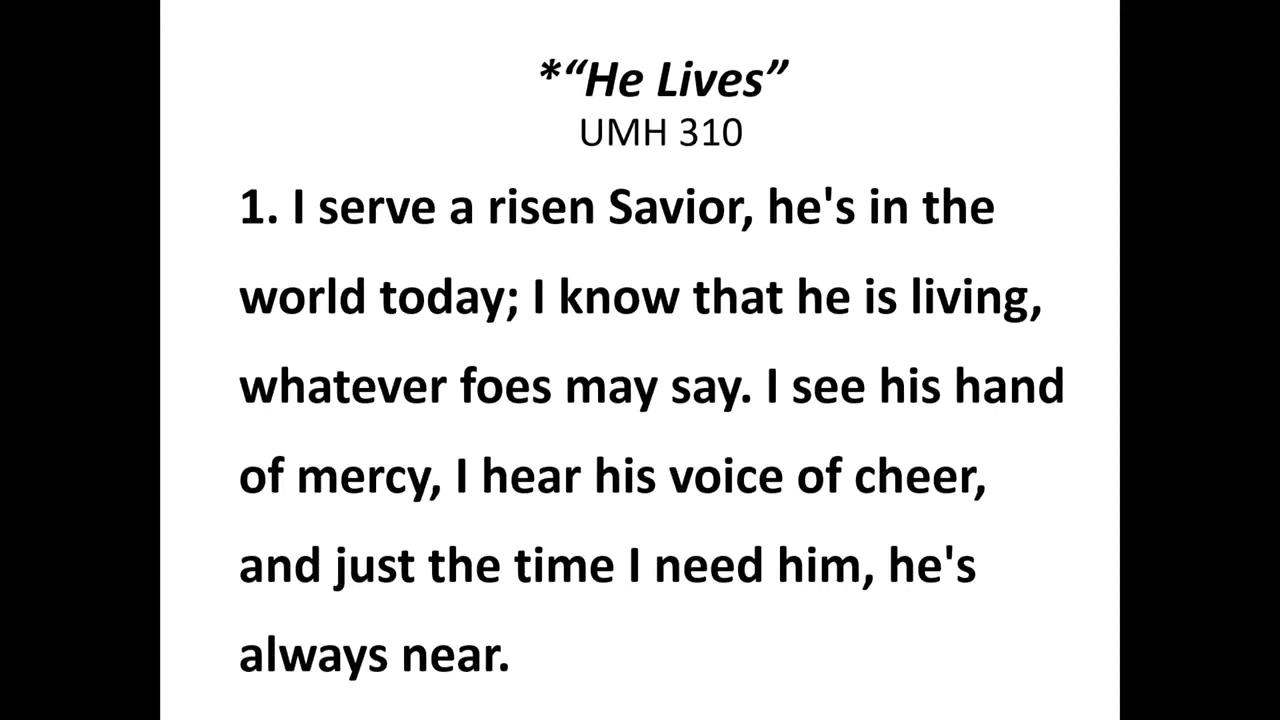 *“He Lives”
UMH 310
1. I serve a risen Savior, he's in the
world today; I know that he is living,
whatever foes may say. I see his hand
of mercy, I hear his voice of cheer,
and just the time I need him, he's
always near.